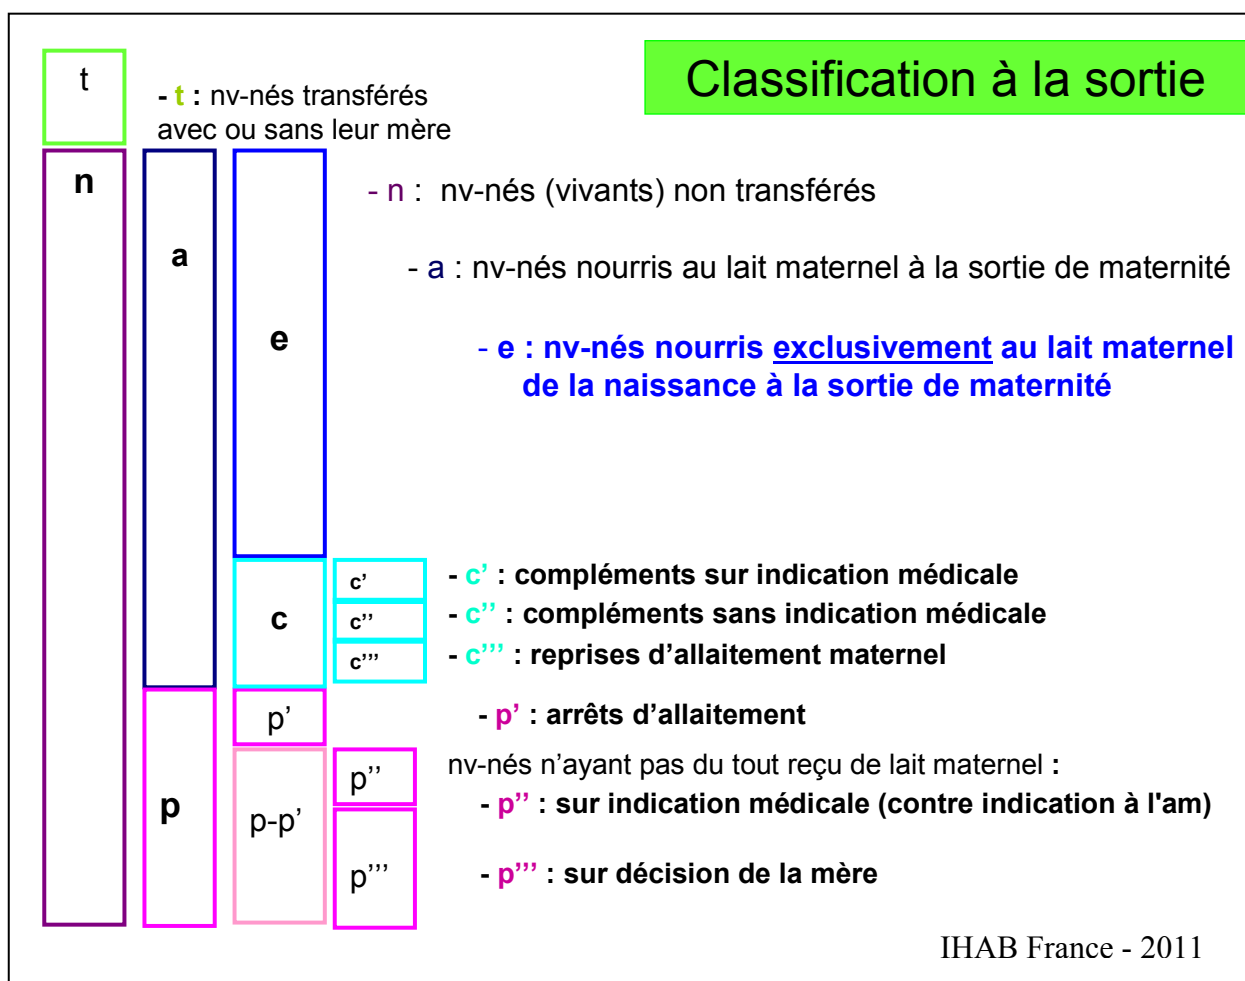 Classification à la sortie
t
- t : nv-nés transférés
avec ou sans leur mère
n
- n : nv-nés (vivants) non transférés
a
- a : nv-nés nourris au lait maternel à la sortie de maternité
e
- e : nv-nés nourris exclusivement au lait maternel
de la naissance à la sortie de maternité
c
c'
- c’ : compléments sur indication médicale
c''
- c’’ : compléments sans indication médicale
c'''
- c’’’ : reprises d’allaitement maternel
p’
- p’ : arrêts d’allaitement
nv-nés n’ayant pas du tout reçu de lait maternel :
p
p-p’
p’’
- p’’ : sur indication médicale (contre indication à l'am)
p’’’
- p’’’ : sur décision de la mère
IHAB France - 2011